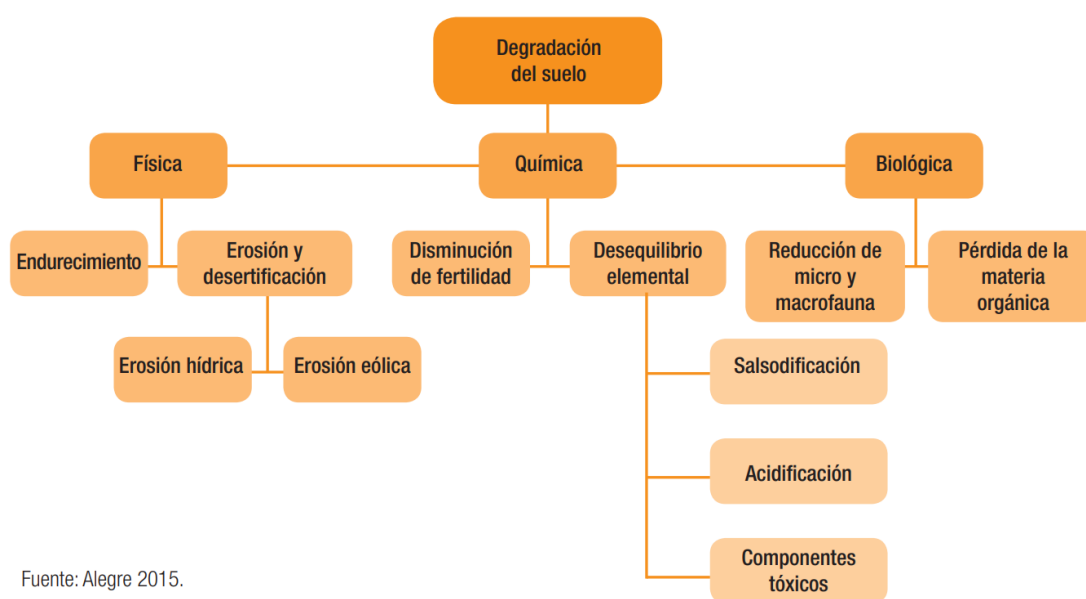 Degradación
del suelo
Física
Química
Biológica
Endurecimiento
Erosión y
desertificación
Disminución
de fertilidad
Desequilibrio
elemental
Reducción de
micro y
macrofauna
Pérdida de la
materia
orgánica
Erosión hídrica
Erosión eólica
Salsodificación
Acidificación
Componentes
tóxicos
Fuente: Alegre 2015.